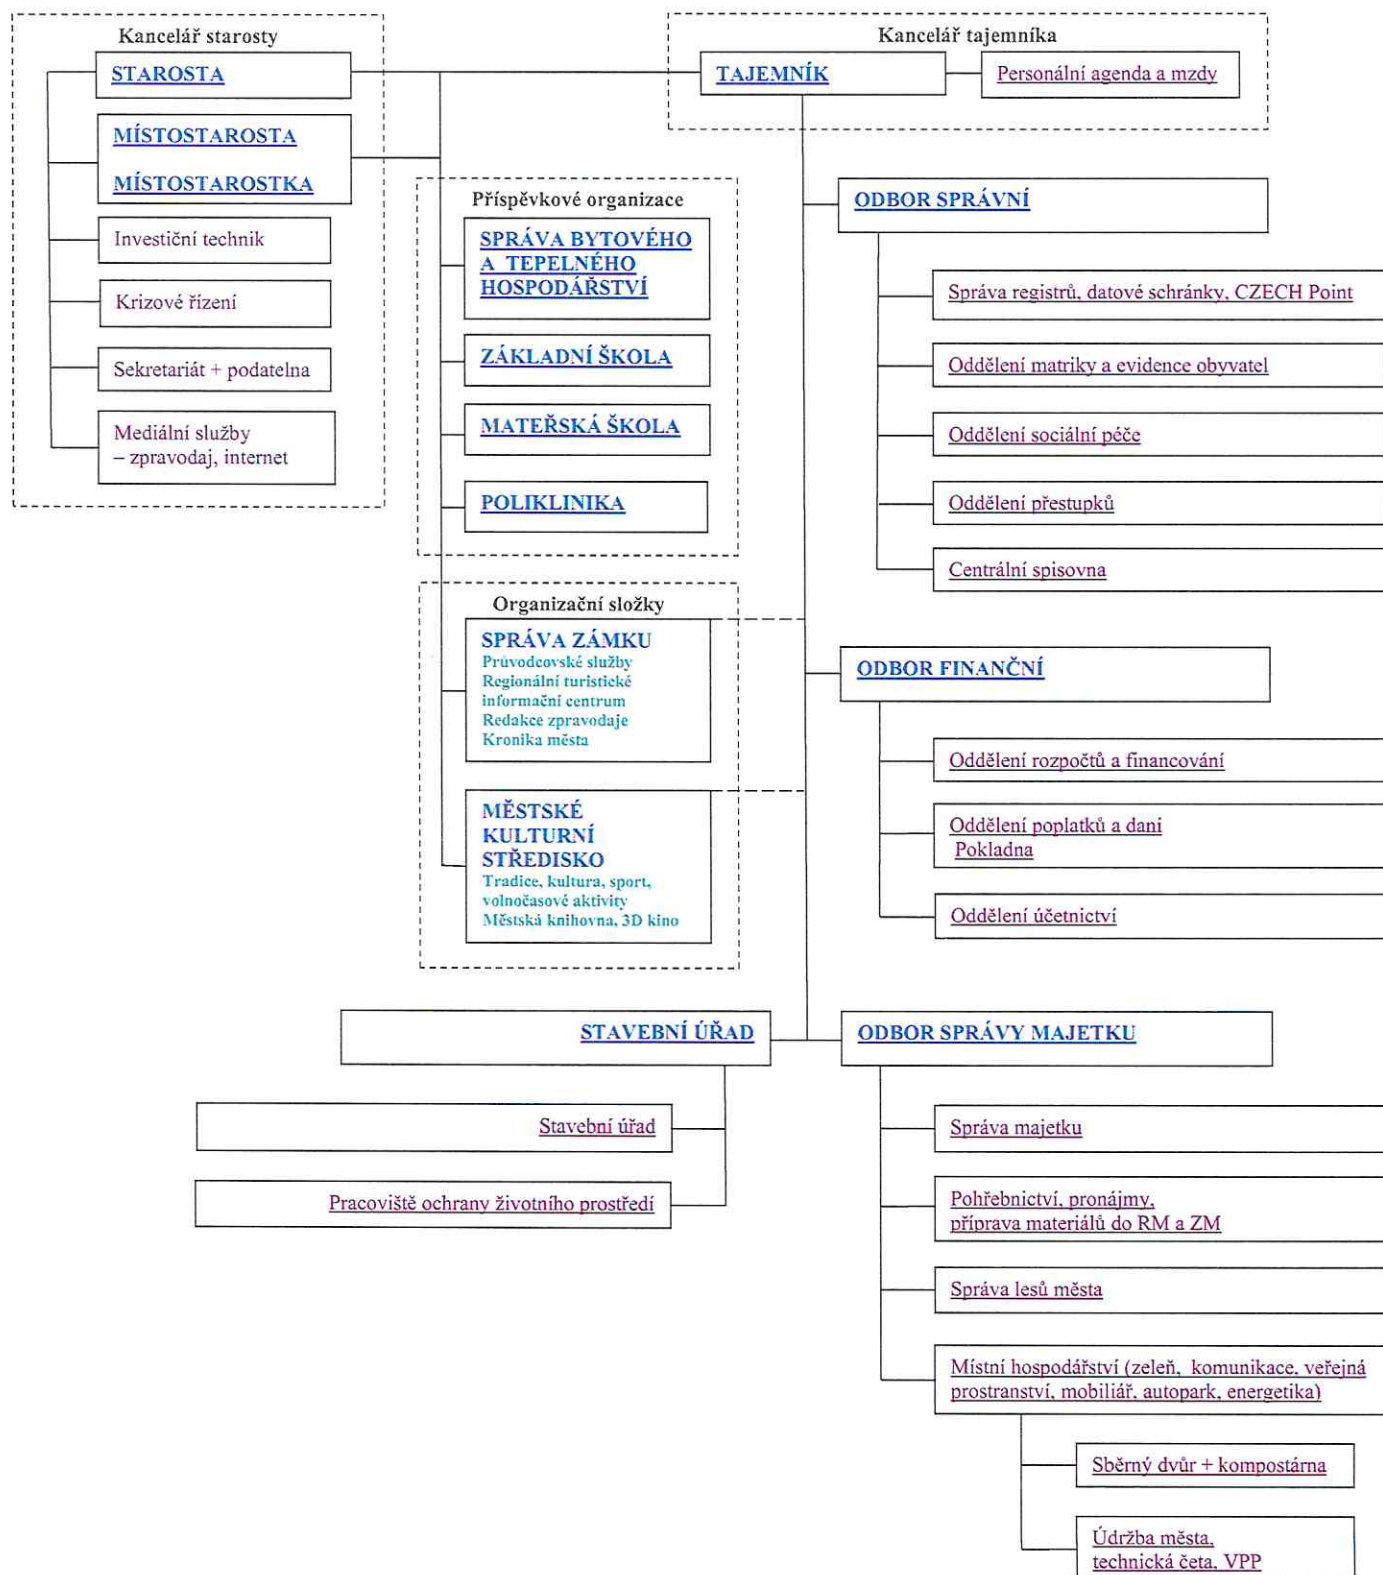 Kancelář starosty
STAROSTA
MÍSTOSTAROSTA
MÍSTOSTAROSTKA
Investiční technik
Krizové řízení
Sekretariát + podatelna
Mediální služby
– zpravodaj, internet
Kancelář tajemníka
TAJEMNÍK
Personální agenda a mzdy
Příspěvkové organizace
SPRÁVA BYTOVÉHO
A TEPELNÉHO
HOSPODÁŘSTVÍ
ZÁKLADNÍ ŠKOLA
MATEŘSKÁ ŠKOLA
POLIKLINIKA
Organizační složky
SPRÁVA ZÁMKU
Průvodcovské služby
Regionální turistické
informační centrum
Redakce zpravodaje
Kronika města
MĚSTSKÉ
KULTURNÍ
STŘEDISKO
Tradice, kultura, sport,
volnočasové aktivity
Městská knihovna, 3D kino
ODBOR SPRÁVNÍ
Správa registrů, datové schránky, CZECH Point
Oddělení matriky a evidence obyvatel
Oddělení sociální péče
Oddělení přestupků
Centrální spisovna
ODBOR FINANČNÍ
Oddělení rozpočtů a financování
Oddělení poplatků a daní
Pokladna
Oddělení účetnictví
STAVEBNÍ ÚŘAD
Stavební úřad
Pracoviště ochrany životního prostředí
ODBOR SPRÁVY MAJETKU
Správa majetku
Pohřebnictví, pronájmy,
příprava materiálů do RM a ZM
Správa lesů města
Místní hospodářství (zeleň, komunikace, veřejná
prostranství, mobiliář, autopark, energetika)
Sběrný dvůr + kompostárna
Údržba města,
technická četa, VPP